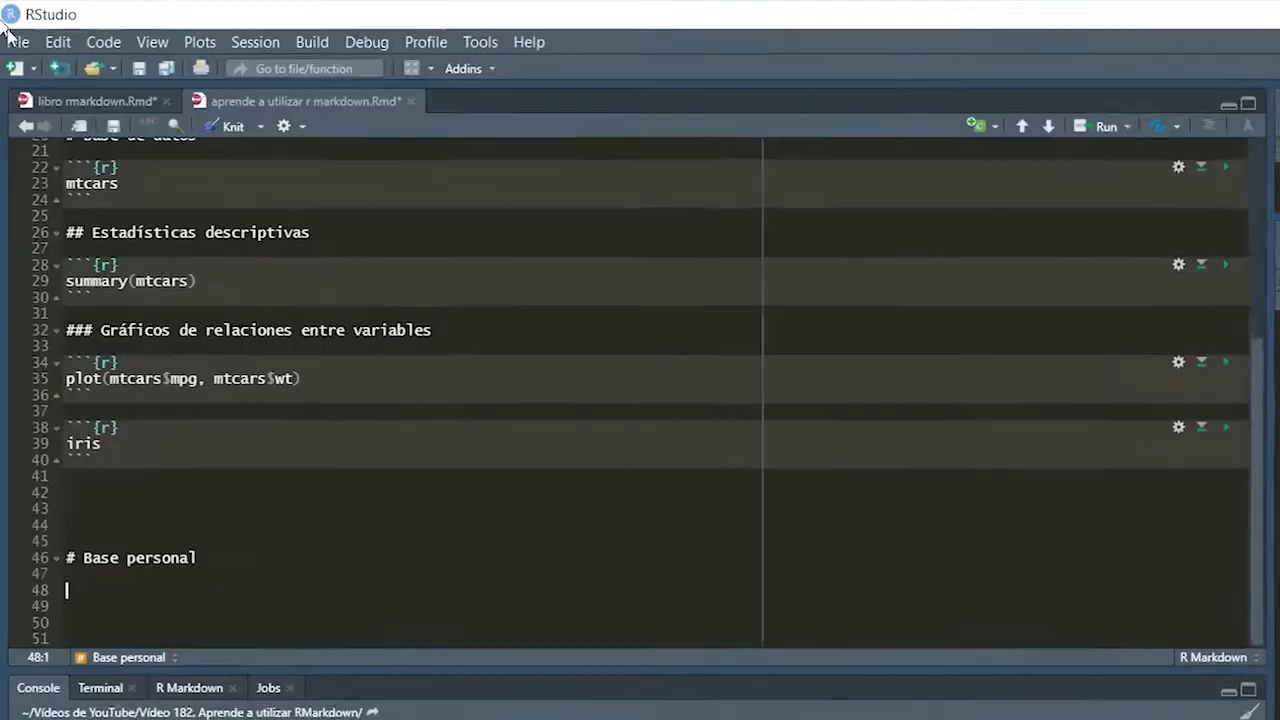 RStudio
File Edit Code View Plots Session Build Debug Profile Tools Help
Go to file/function Addins
libro rmarkdown.Rmd* aprende a utilizar r markdown.Rmd*
ABC Knit Run
20 # Base de datos
21
22 ```{r}
23 mtcars
24 ```
25
26 ## Estadísticas descriptivas
27
28 ```{r}
29 summary(mtcars)
30 ```
31
32 ### Gráficos de relaciones entre variables
33
34 ```{r}
35 plot(mtcars$mpg, mtcars$wt)
36 ```
37
38 ```{r}
39 iris
40 ```
41
42
43
44
45
46 # Base personal
47
48
49
50
51
48:1 # Base personal R Markdown
Console Terminal R Markdown Jobs
~/Vídeos de YouTube/Vídeo 182. Aprende a utilizar RMarkdown/